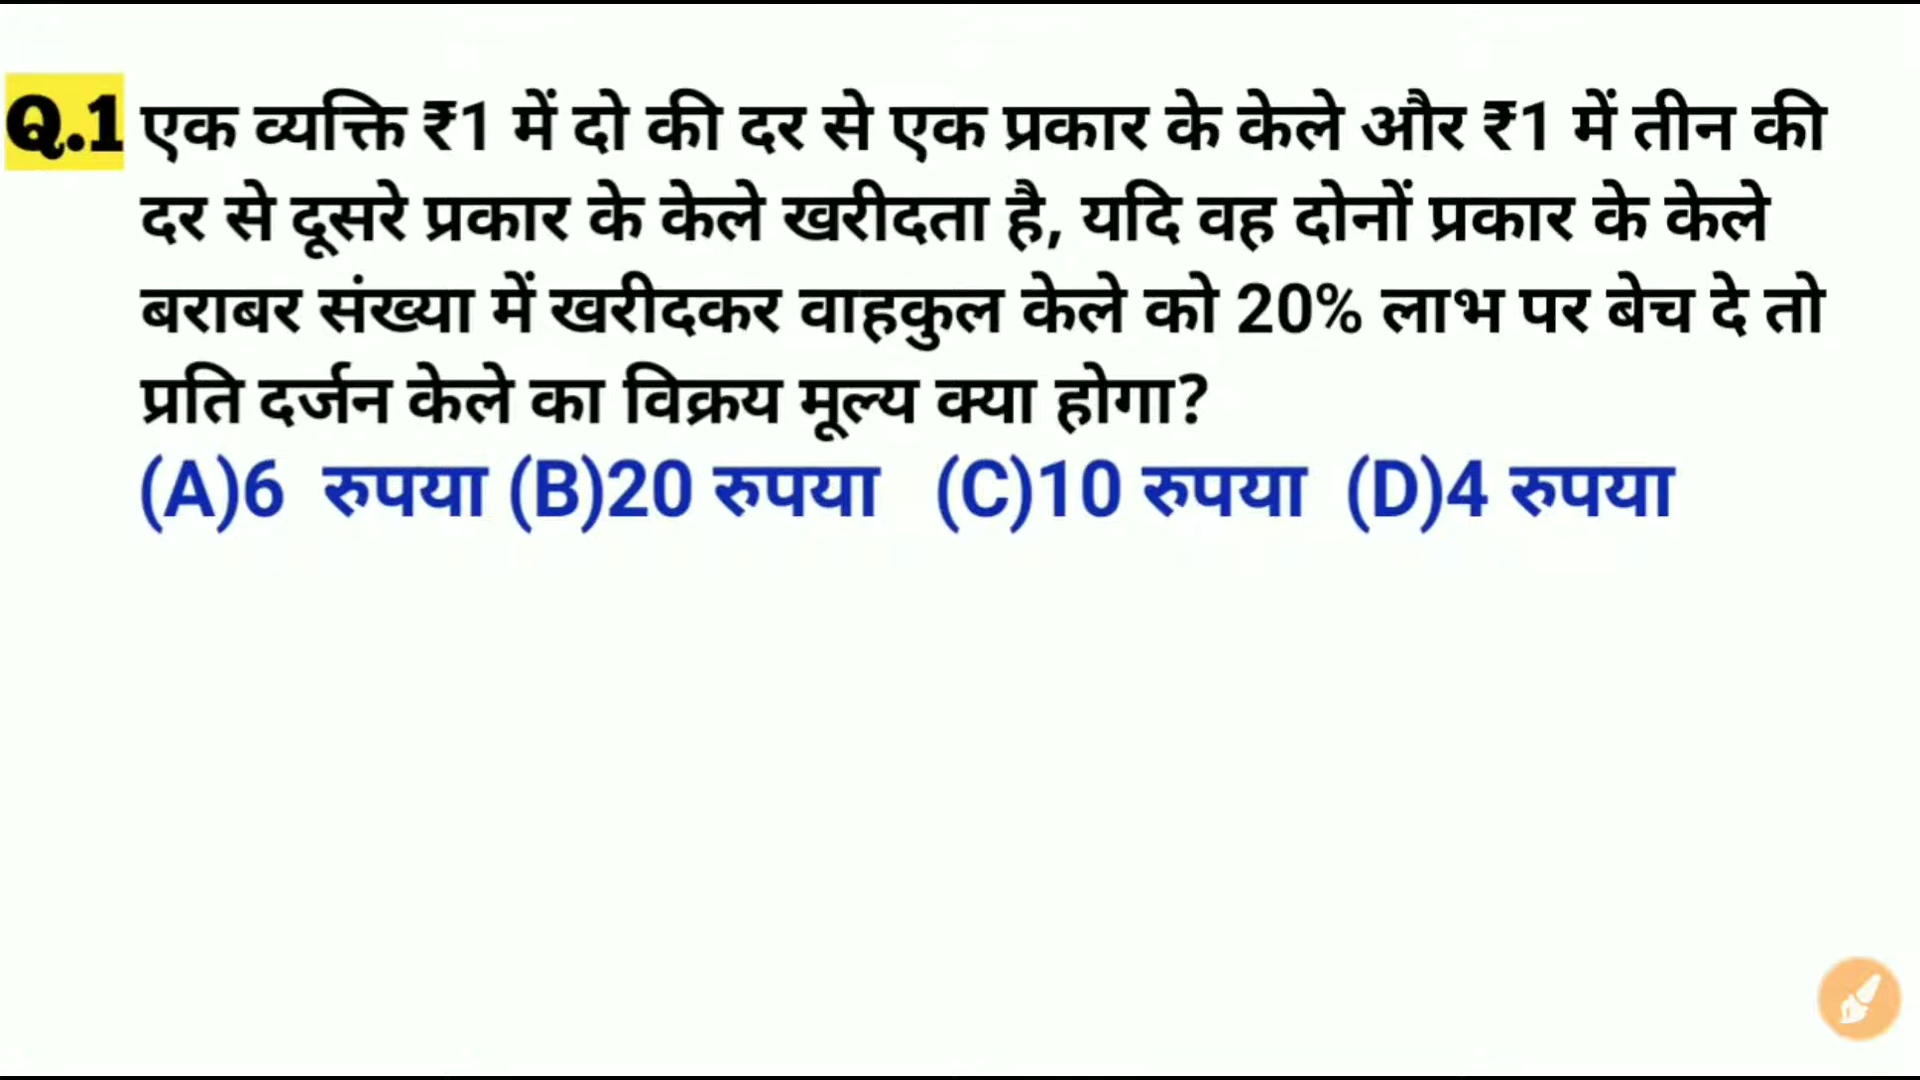 Q.1 एक व्यक्ति ₹1 में दो की दर से एक प्रकार के केले और ₹1 में तीन की
दर से दूसरे प्रकार के केले खरीदता है, यदि वह दोनों प्रकार के केले
बराबर संख्या में खरीदकर वाहकुल केले को 20% लाभ पर बेच दे तो
प्रति दर्जन केले का विक्रय मूल्य क्या होगा?
(A)6 रुपया (B)20 रुपया (C)10 रुपया (D)4 रुपया